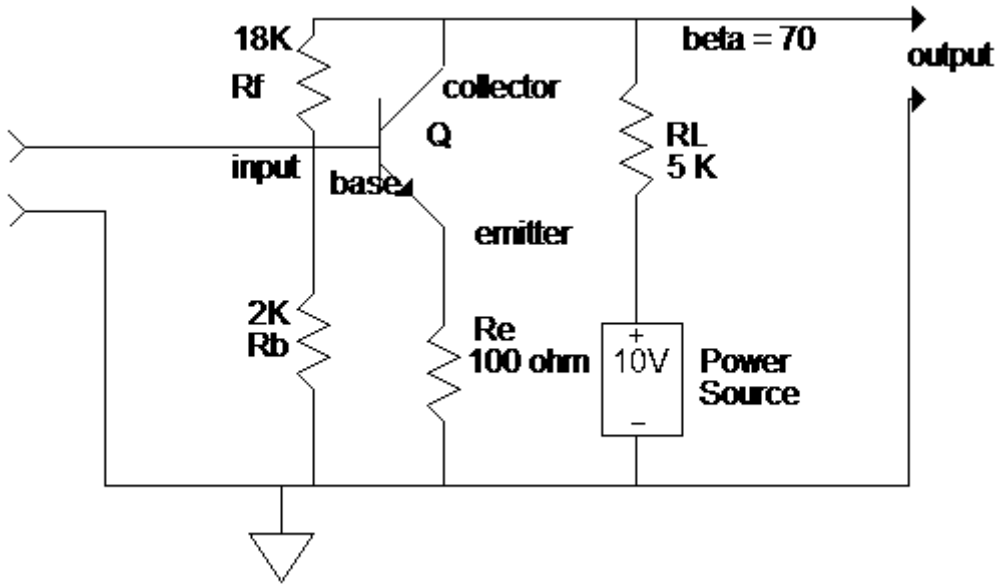 18K
Rf
beta = 70
output
collector
Q
RL
5 K
input
base
emitter
2K
Rb
Re
100 ohm
+
10V
−
Power
Source